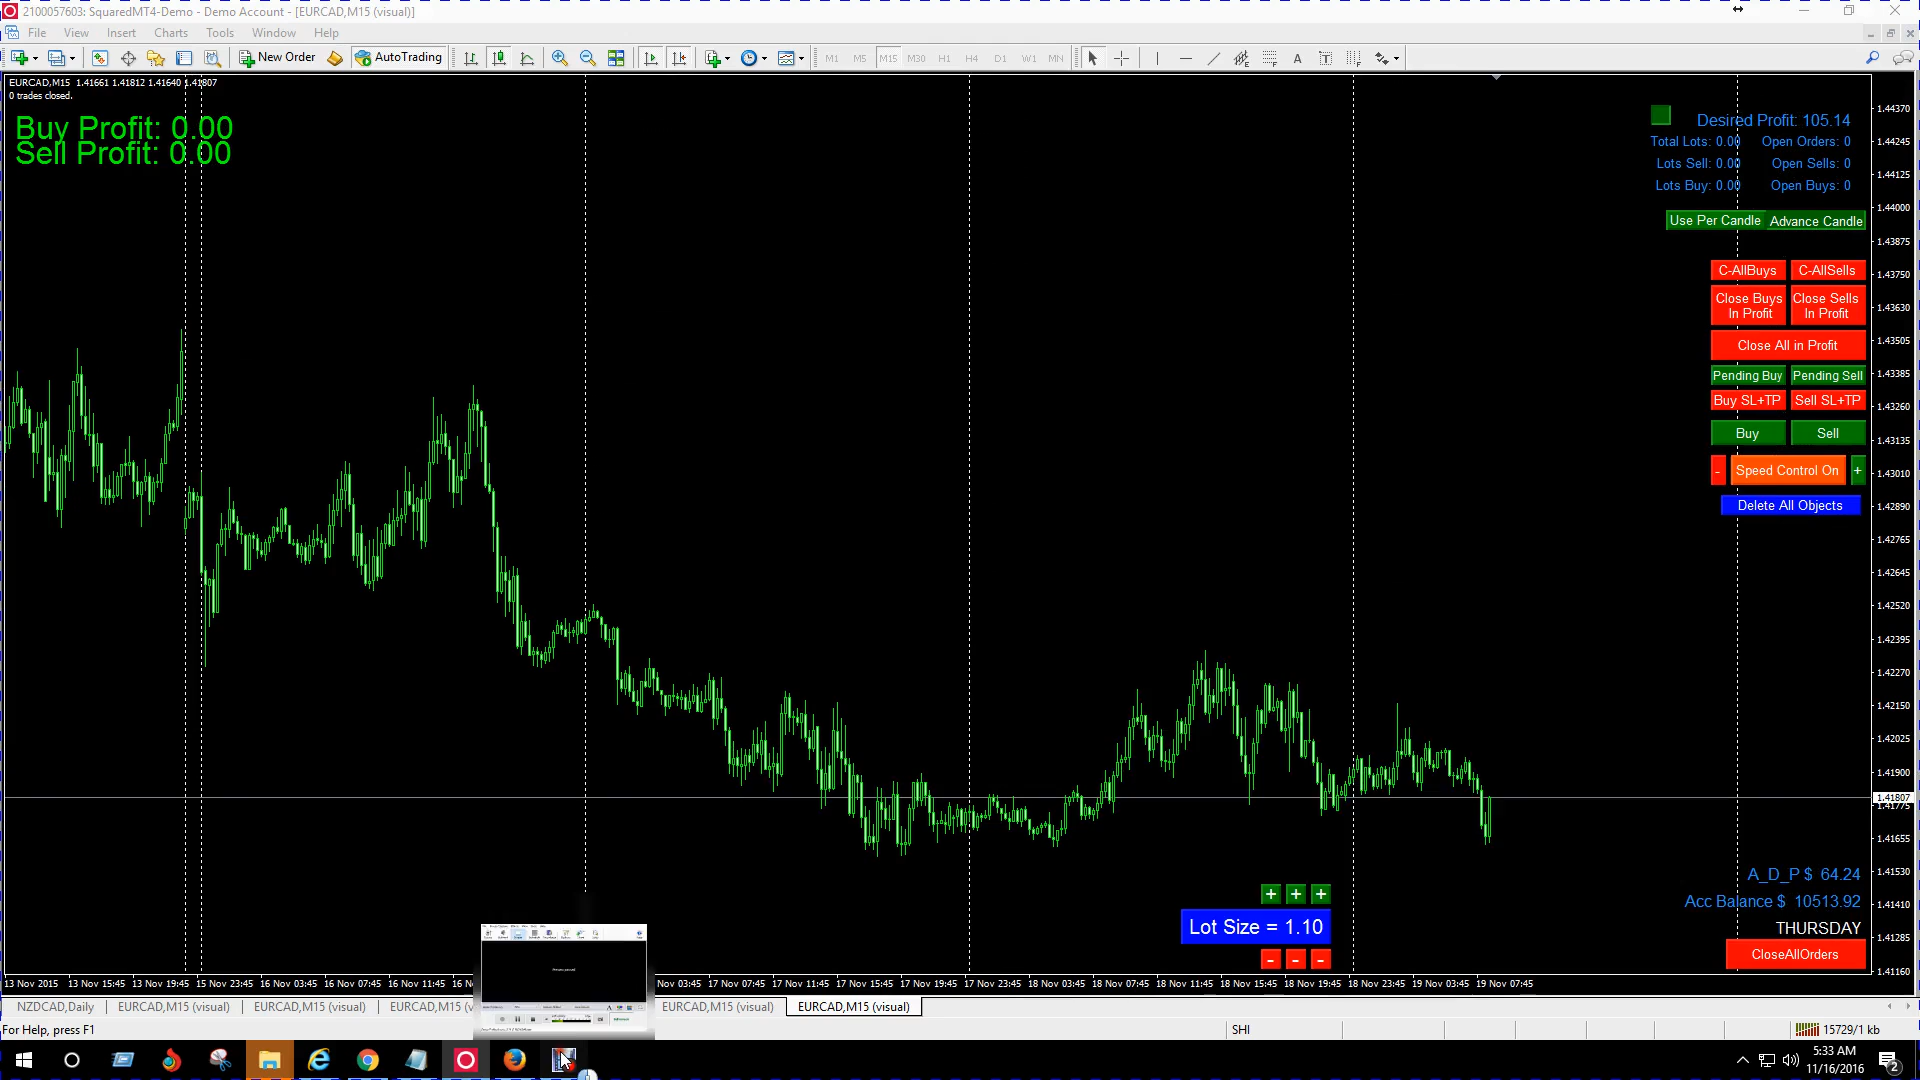 2100057603: SquaredMT4-Demo - Demo Account - [EURCAD,M15 (visual)]
File View Insert Charts Tools Window Help
New Order AutoTrading M1 M5 M15 M30 H1 H4 D1 W1 MN
EURCAD,M15 1.41661 1.41812 1.41640 1.41807
0 trades closed.
Buy Profit: 0.00
Sell Profit: 0.00
Desired Profit: 105.14
Total Lots: 0.00 Open Orders: 0
Lots Sell: 0.00 Open Sells: 0
Lots Buy: 0.00 Open Buys: 0
Use Per Candle Advance Candle
C-AllBuys C-AllSells
Close Buys In Profit Close Sells In Profit
Close All in Profit
Pending Buy Pending Sell
Buy SL+TP Sell SL+TP
Buy Sell
- Speed Control On +
Delete All Objects
1.44370
1.44245
1.44125
1.44000
1.43875
1.43750
1.43630
1.43505
1.43385
1.43260
1.43135
1.43010
1.42890
1.42765
1.42645
1.42520
1.42395
1.42270
1.42150
1.42025
1.41900
1.41807
1.41775
1.41655
1.41530
1.41410
1.41285
1.41160
A_D_P $ 64.24
Acc Balance $ 10513.92
THURSDAY
CloseAllOrders
+ + +
Lot Size = 1.10
- - -
13 Nov 2015 13 Nov 15:45 13 Nov 19:45 15 Nov 23:45 16 Nov 03:45 16 Nov 07:45 16 Nov 11:45 16 Nov 03:45 17 Nov 07:45 17 Nov 11:45 17 Nov 15:45 17 Nov 19:45 17 Nov 23:45 18 Nov 03:45 18 Nov 07:45 18 Nov 11:45 18 Nov 15:45 18 Nov 19:45 18 Nov 23:45 19 Nov 03:45 19 Nov 07:45
NZDCAD,Daily EURCAD,M15 (visual) EURCAD,M15 (visual) EURCAD,M15 (v EURCAD,M15 (visual) EURCAD,M15 (visual)
For Help, press F1 SHI 15729/1 kb
5:33 AM
11/16/2016
2